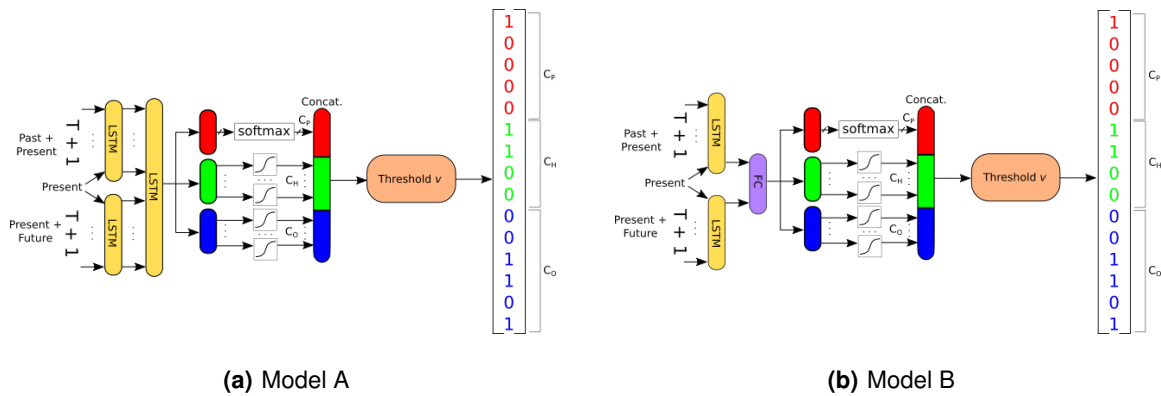 Past +
Present
T + 1
Present
Present +
Future
T + 1
LSTM
LSTM
LSTM
softmax
C_P
Concat.
C_H
C_O
Threshold v
1
0
0
0
0
1
1
0
0
0
0
1
1
0
1
C_P
C_H
C_O
(a) Model A
Past +
Present
T + 1
Present
Present +
Future
T + 1
LSTM
LSTM
FC
softmax
C_P
Concat.
C_H
C_O
Threshold v
1
0
0
0
0
1
1
0
0
0
0
1
1
0
1
C_P
C_H
C_O
(b) Model B